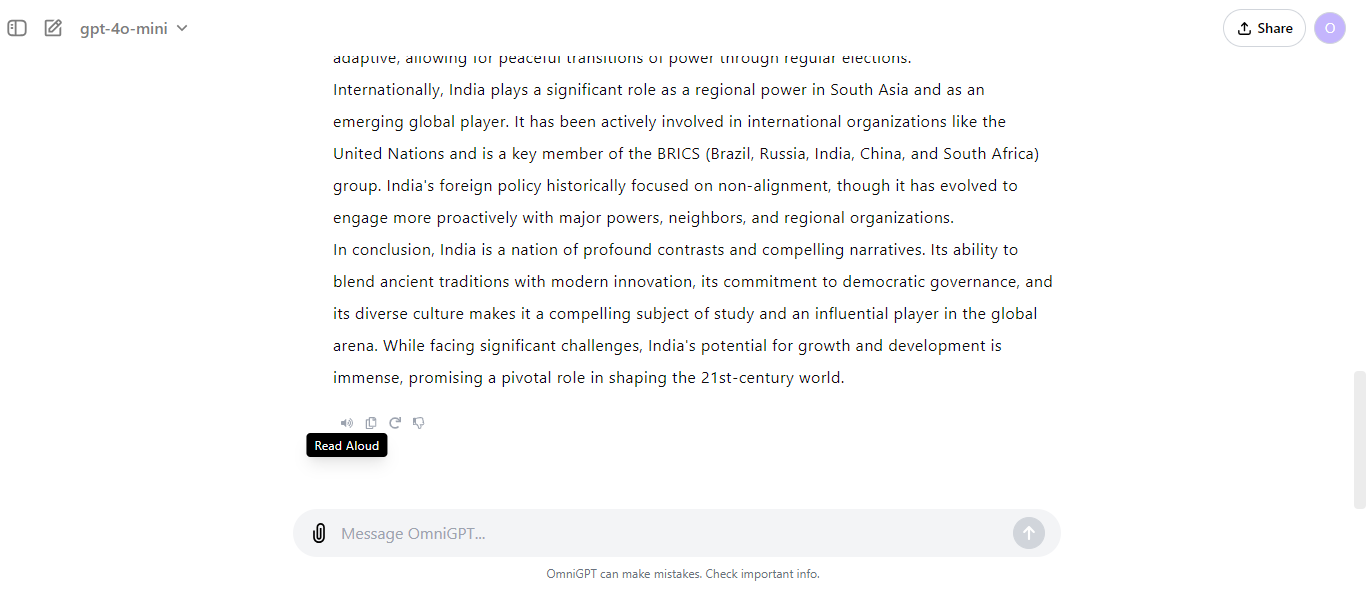 gpt-4o-mini
Share
O
adaptive, allowing for peaceful transitions of power through regular elections.
Internationally, India plays a significant role as a regional power in South Asia and as an
emerging global player. It has been actively involved in international organizations like the
United Nations and is a key member of the BRICS (Brazil, Russia, India, China, and South Africa)
group. India's foreign policy historically focused on non-alignment, though it has evolved to
engage more proactively with major powers, neighbors, and regional organizations.
In conclusion, India is a nation of profound contrasts and compelling narratives. Its ability to
blend ancient traditions with modern innovation, its commitment to democratic governance, and
its diverse culture makes it a compelling subject of study and an influential player in the global
arena. While facing significant challenges, India's potential for growth and development is
immense, promising a pivotal role in shaping the 21st-century world.
Read Aloud
Message OmniGPT...
OmniGPT can make mistakes. Check important info.